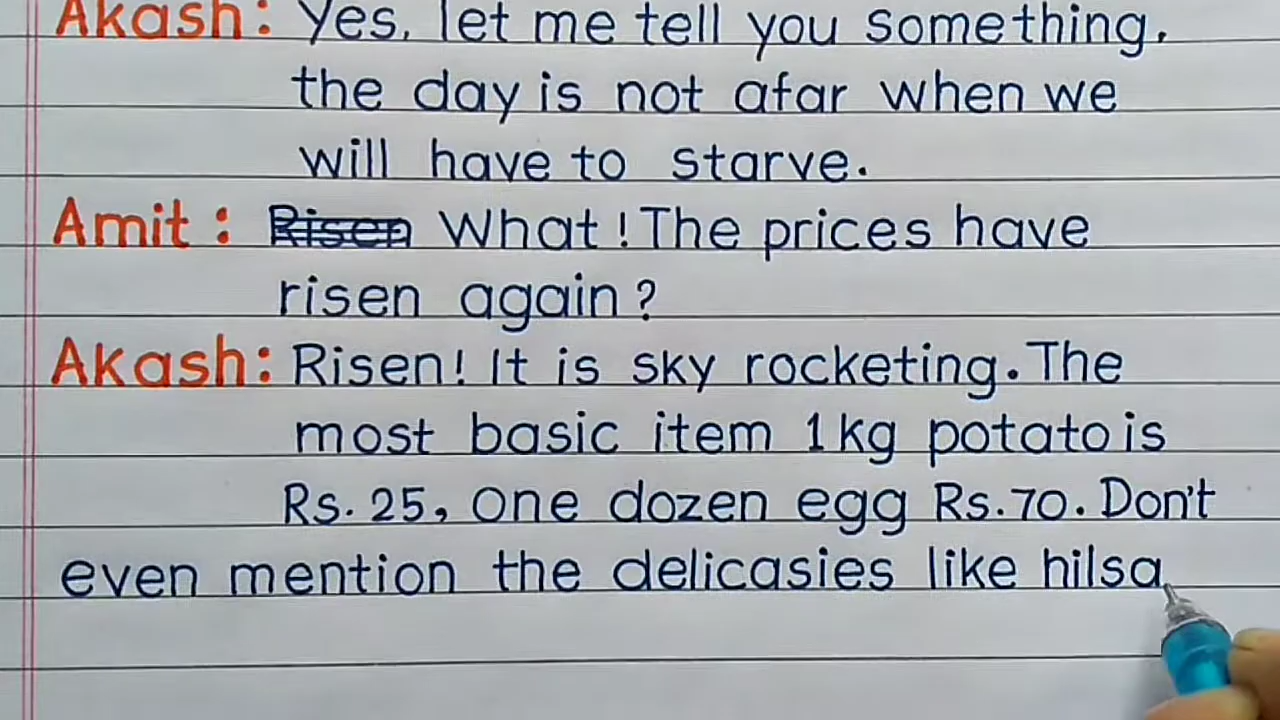 Akash: Yes, let me tell you something,
the day is not afar when we
will have to starve.
Amit: Risen What! The prices have
risen again?
Akash: Risen! It is sky rocketing. The
most basic item 1kg potato is
Rs. 25, one dozen egg Rs. 70. Don't
even mention the delicasies like hilsa